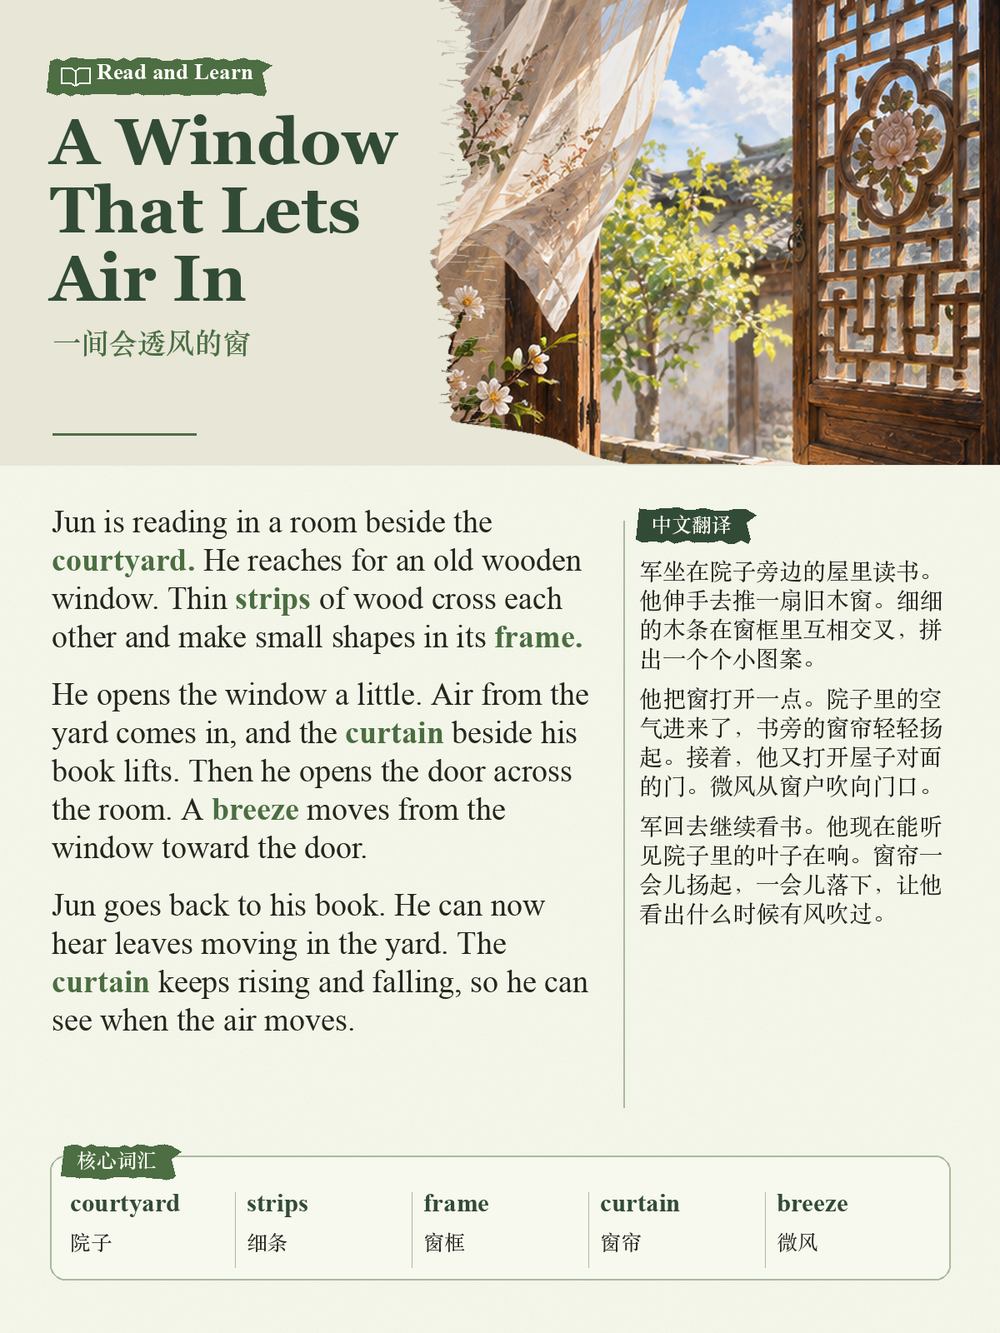 Read and Learn
A Window
That Lets
Air In
一间会透风的窗
Jun is reading in a room beside the
courtyard. He reaches for an old wooden
window. Thin strips of wood cross each
other and make small shapes in its frame.
He opens the window a little. Air from the
yard comes in, and the curtain beside his
book lifts. Then he opens the door across
the room. A breeze moves from the
window toward the door.
Jun goes back to his book. He can now
hear leaves moving in the yard. The
curtain keeps rising and falling, so he can
see when the air moves.
中文翻译
军坐在院子旁边的屋里读书。
他伸手去推一扇旧木窗。细细
的木条在窗框里互相交叉，拼
出一个个小图案。
他把窗打开一点。院子里的空
气进来了，书旁的窗帘轻轻扬
起。接着，他又打开屋子对面
的门。微风从窗户吹向门口。
军回去继续看书。他现在能听
见院子里的叶子在响。窗帘一
会儿扬起，一会儿落下，让他
看出什么时候有风吹过。
核心词汇
courtyard
院子
strips
细条
frame
窗框
curtain
窗帘
breeze
微风